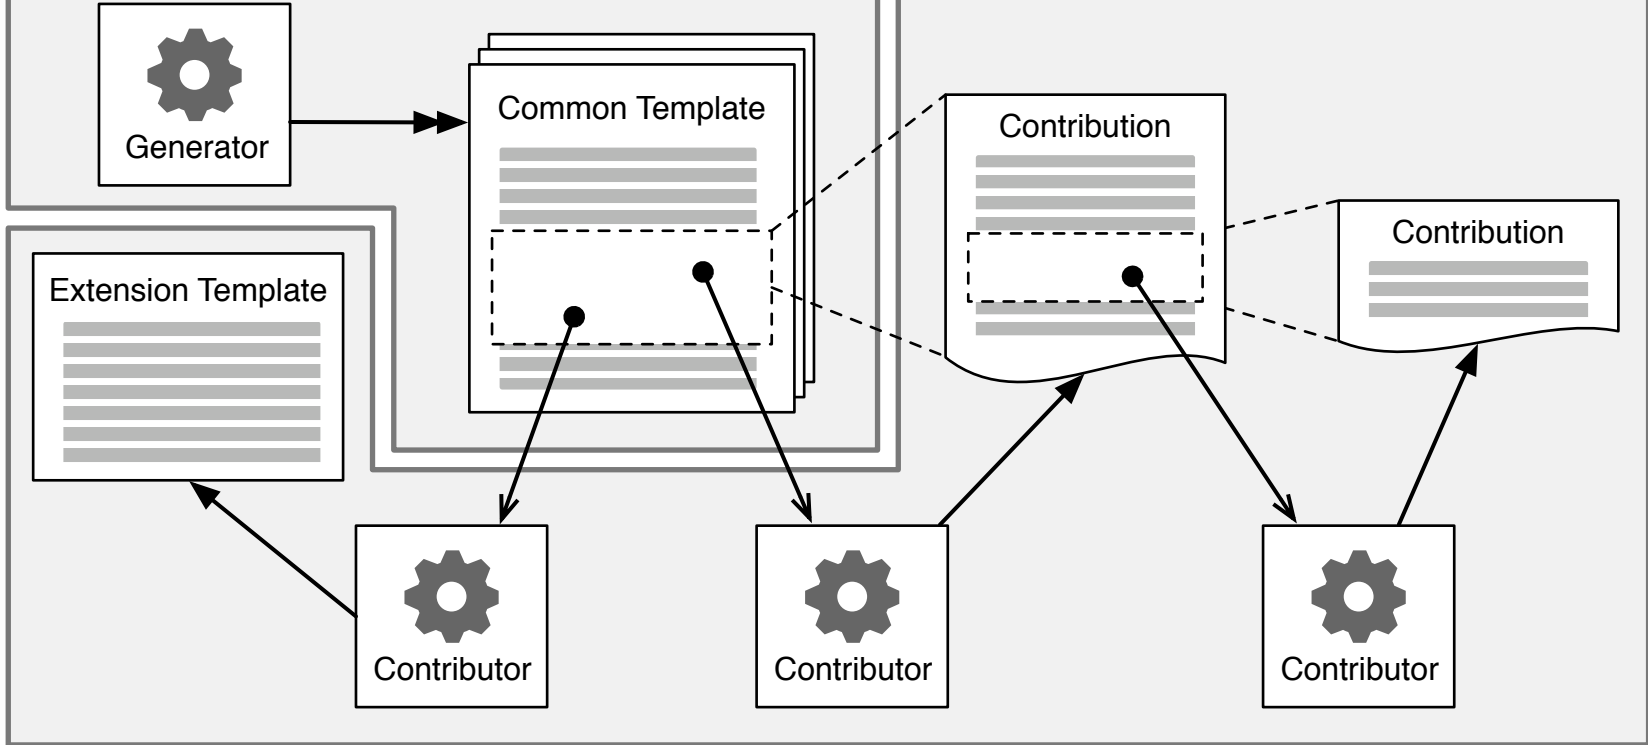 Generator
Common Template
Contribution
Contribution
Extension Template
Contributor
Contributor
Contributor